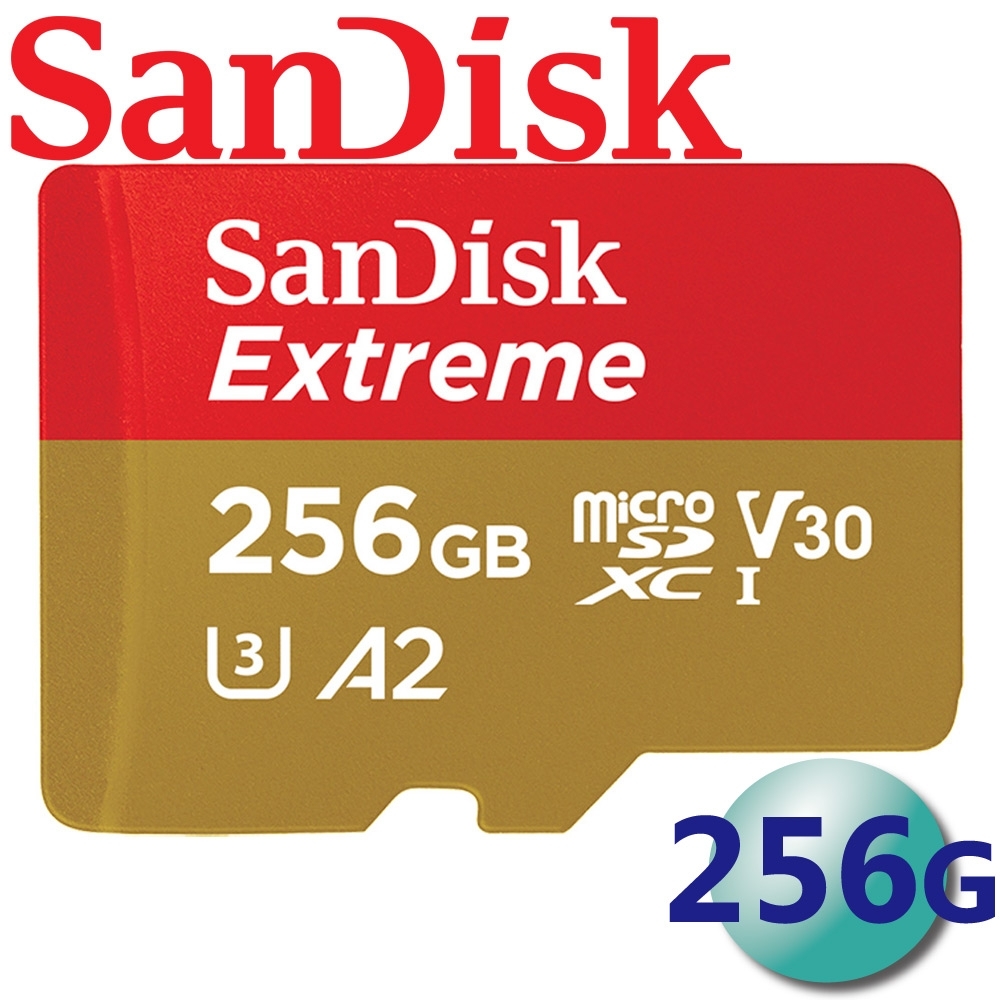 SanDisk
SanDisk
Extreme
256GB
micro SD XC I V30
3 A2
256G